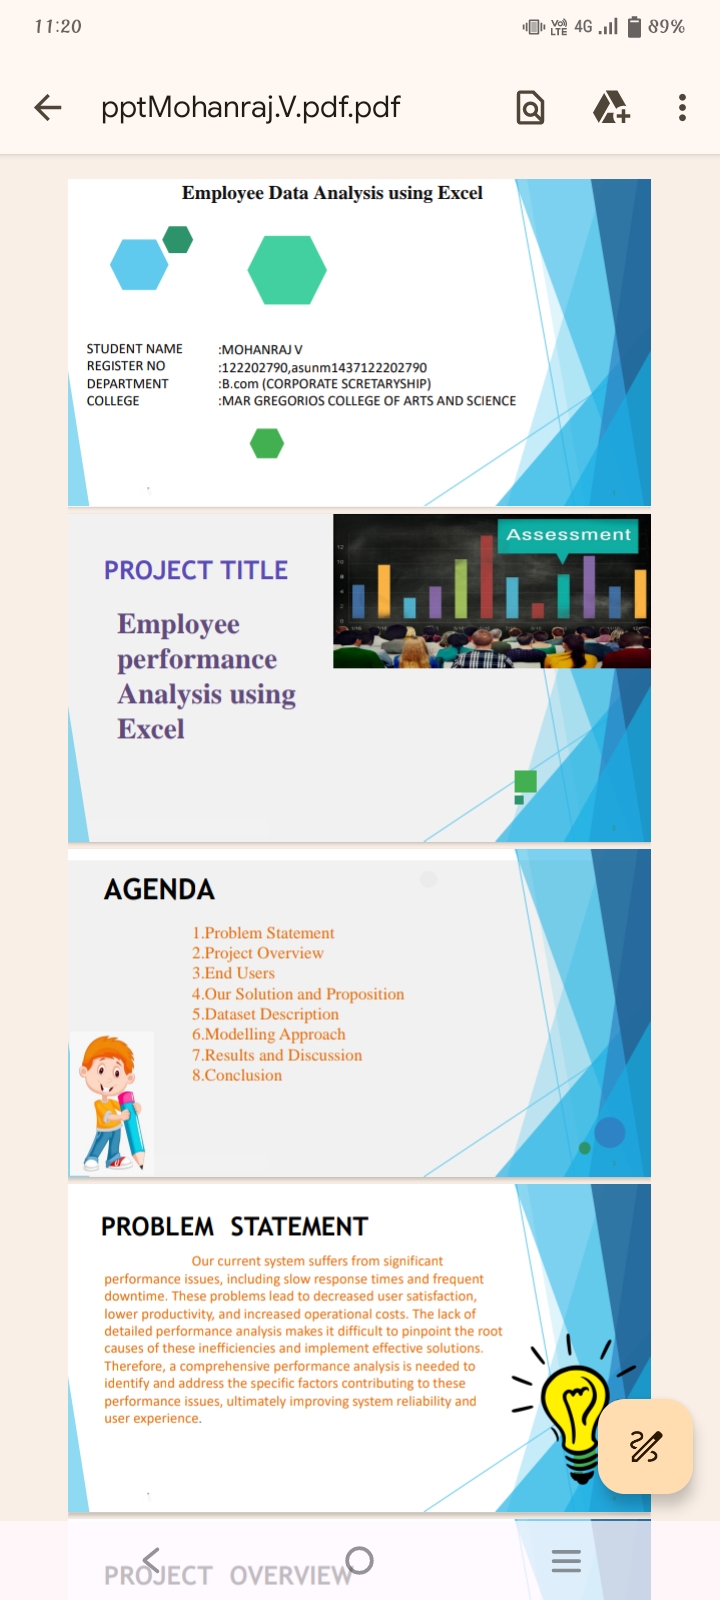 11:20
Vo)
LTE
4G
89%
pptMohanraj.V.pdf.pdf
Employee Data Analysis using Excel
STUDENT NAME :MOHANRAJ V
REGISTER NO :122202790,asunm1437122202790
DEPARTMENT :B.com (CORPORATE SCRETARYSHIP)
COLLEGE :MAR GREGORIOS COLLEGE OF ARTS AND SCIENCE
PROJECT TITLE
Assessment
Employee
performance
Analysis using
Excel
AGENDA
1.Problem Statement
2.Project Overview
3.End Users
4.Our Solution and Proposition
5.Dataset Description
6.Modelling Approach
7.Results and Discussion
8.Conclusion
PROBLEM STATEMENT
Our current system suffers from significant
performance issues, including slow response times and frequent
downtime. These problems lead to decreased user satisfaction,
lower productivity, and increased operational costs. The lack of
detailed performance analysis makes it difficult to pinpoint the root
causes of these inefficiencies and implement effective solutions.
Therefore, a comprehensive performance analysis is needed to
identify and address the specific factors contributing to these
performance issues, ultimately improving system reliability and
user experience.
PROJECT OVERVIEW